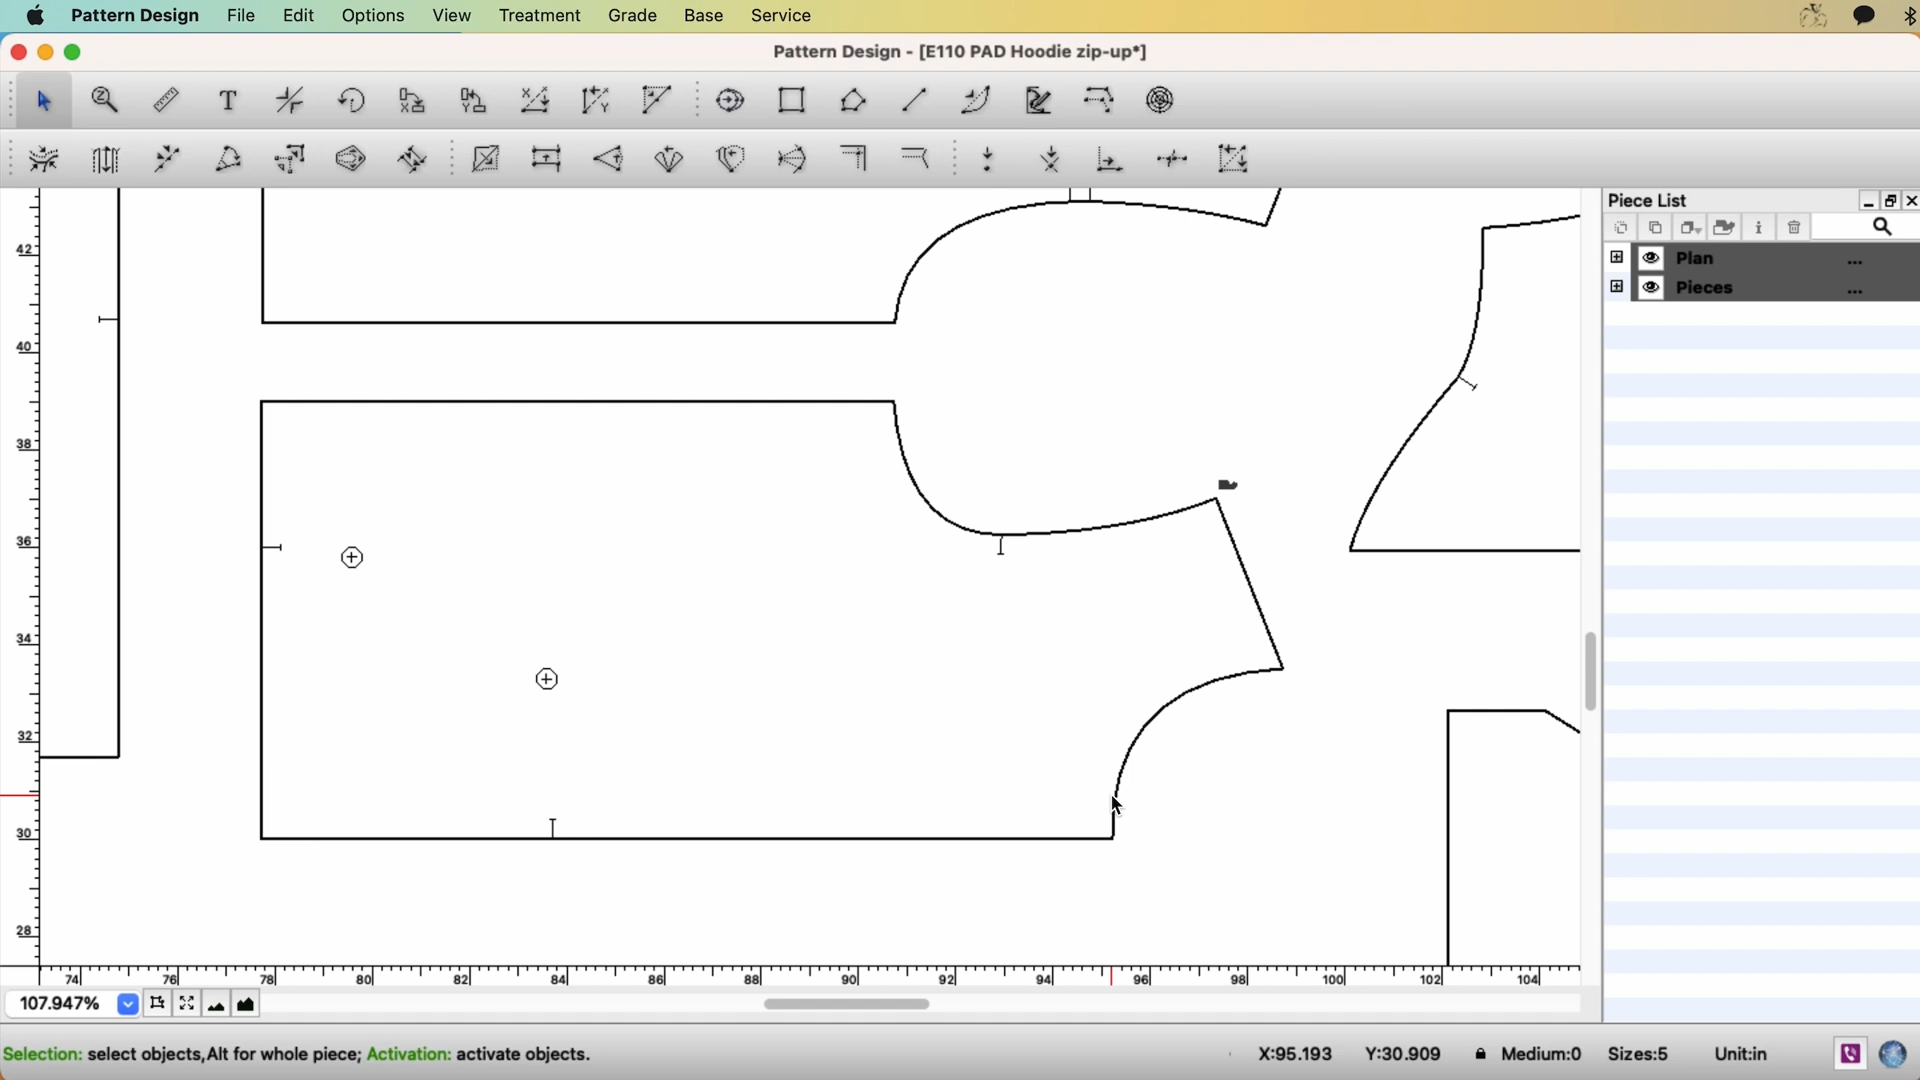 Pattern Design File Edit Options View Treatment Grade Base Service
Pattern Design - [E110 PAD Hoodie zip-up*]
Piece List
Plan ...
Pieces ...
42
40
38
36
34
32
30
28
74 76 78 80 82 84 86 88 90 92 94 96 98 100 102 104
107.947%
Selection: select objects,Alt for whole piece; Activation: activate objects. X:95.193 Y:30.909 Medium:0 Sizes:5 Unit:in